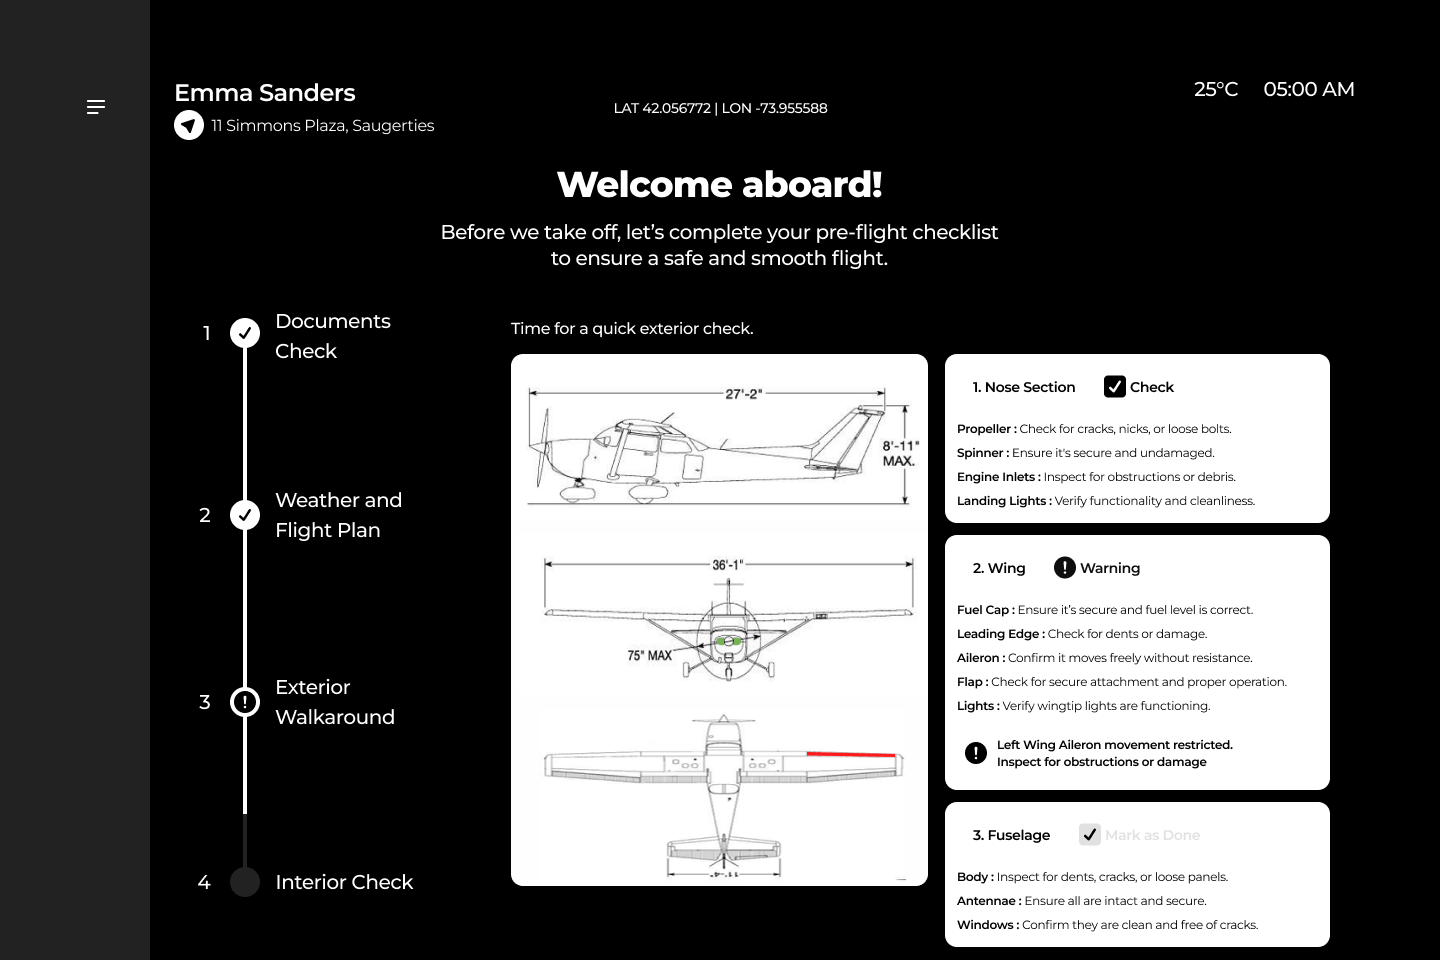 Emma Sanders
11 Simmons Plaza, Saugerties
LAT 42.056772 | LON -73.955588
25°C 05:00 AM
Welcome aboard!
Before we take off, let’s complete your pre-flight checklist
to ensure a safe and smooth flight.
1
Documents
Check
2
Weather and
Flight Plan
3
Exterior
Walkaround
4
Interior Check
Time for a quick exterior check.
27'-2"
8'-11"
MAX.
36'-1"
75" MAX
11'-4"
1. Nose Section Check
Propeller : Check for cracks, nicks, or loose bolts.
Spinner : Ensure it's secure and undamaged.
Engine Inlets : Inspect for obstructions or debris.
Landing Lights : Verify functionality and cleanliness.
2. Wing Warning
Fuel Cap : Ensure it’s secure and fuel level is correct.
Leading Edge : Check for dents or damage.
Aileron : Confirm it moves freely without resistance.
Flap : Check for secure attachment and proper operation.
Lights : Verify wingtip lights are functioning.
Left Wing Aileron movement restricted.
Inspect for obstructions or damage
3. Fuselage Mark as Done
Body : Inspect for dents, cracks, or loose panels.
Antennae : Ensure all are intact and secure.
Windows : Confirm they are clean and free of cracks.